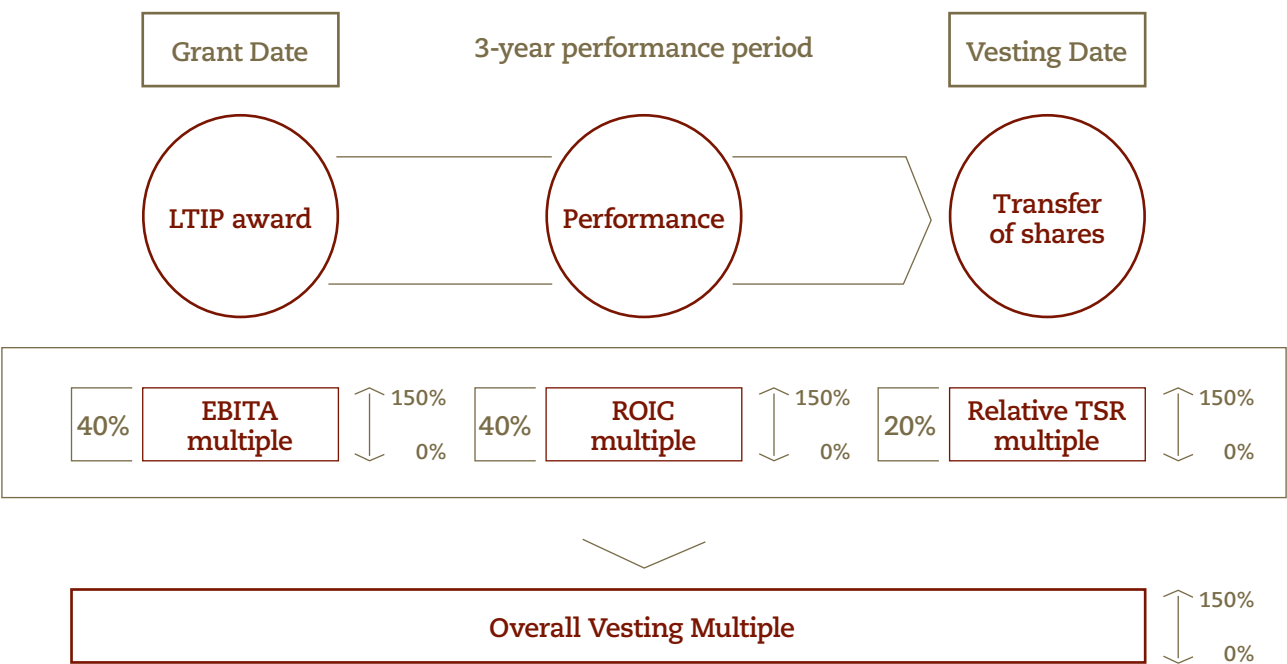 Grant Date
3-year performance period
Vesting Date
LTIP award
Performance
Transfer
of shares
40%
EBITA
multiple
150%
0%
40%
ROIC
multiple
150%
0%
20%
Relative TSR
multiple
150%
0%
Overall Vesting Multiple
150%
0%